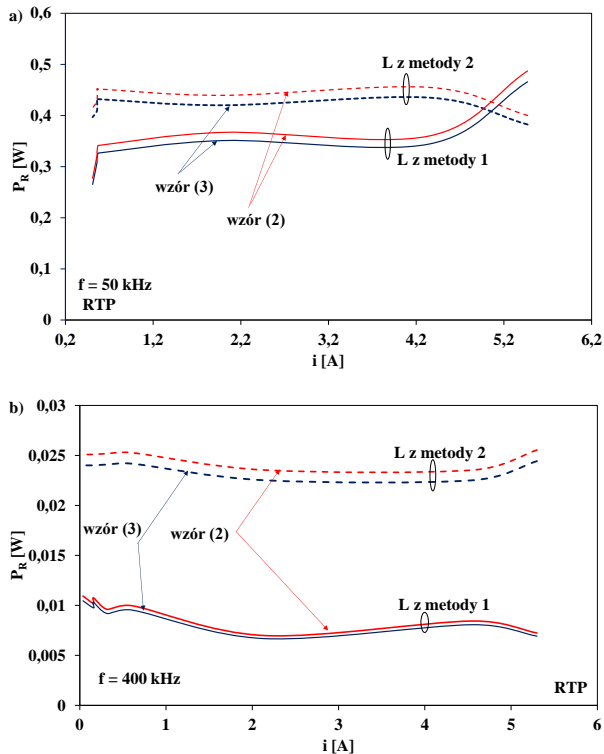 a)
0,6
0,5
0,4
0,3
0,2
0,1
0
P_R [W]
L z metody 2
L z metody 1
wzór (3)
wzór (2)
f = 50 kHz
RTP
0,2
1,2
2,2
3,2
4,2
5,2
6,2
i [A]
b)
0,03
0,025
0,02
0,015
0,01
0,005
0
P_R [W]
L z metody 2
wzór (3)
wzór (2)
L z metody 1
f = 400 kHz
RTP
0
1
2
3
4
5
6
i [A]